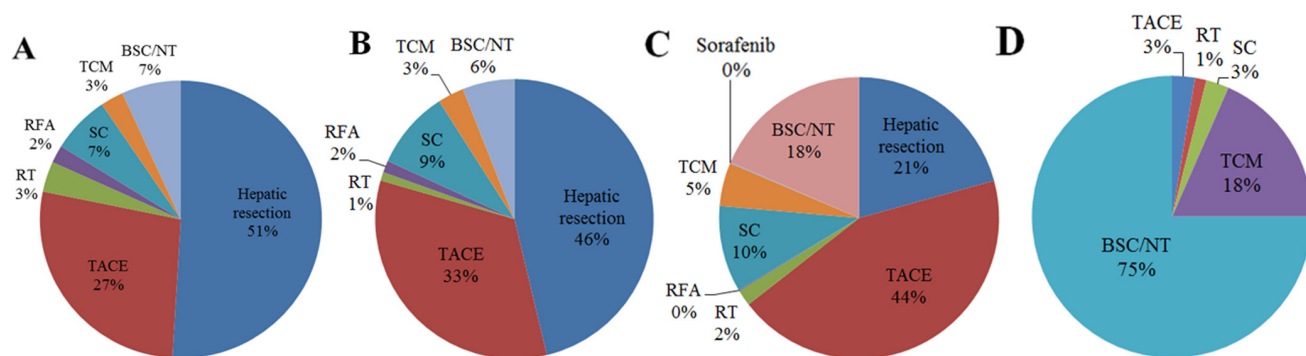 A
BSC/NT
7%
TCM
3%
SC
7%
RFA
2%
RT
3%
TACE
27%
Hepatic
resection
51%
B
BSC/NT
6%
TCM
3%
SC
9%
RFA
2%
RT
1%
TACE
33%
Hepatic
resection
46%
C
Sorafenib
0%
BSC/NT
18%
TCM
5%
SC
10%
RFA
0%
RT
2%
TACE
44%
Hepatic
resection
21%
D
TACE
3%
RT
1%
SC
3%
TCM
18%
BSC/NT
75%